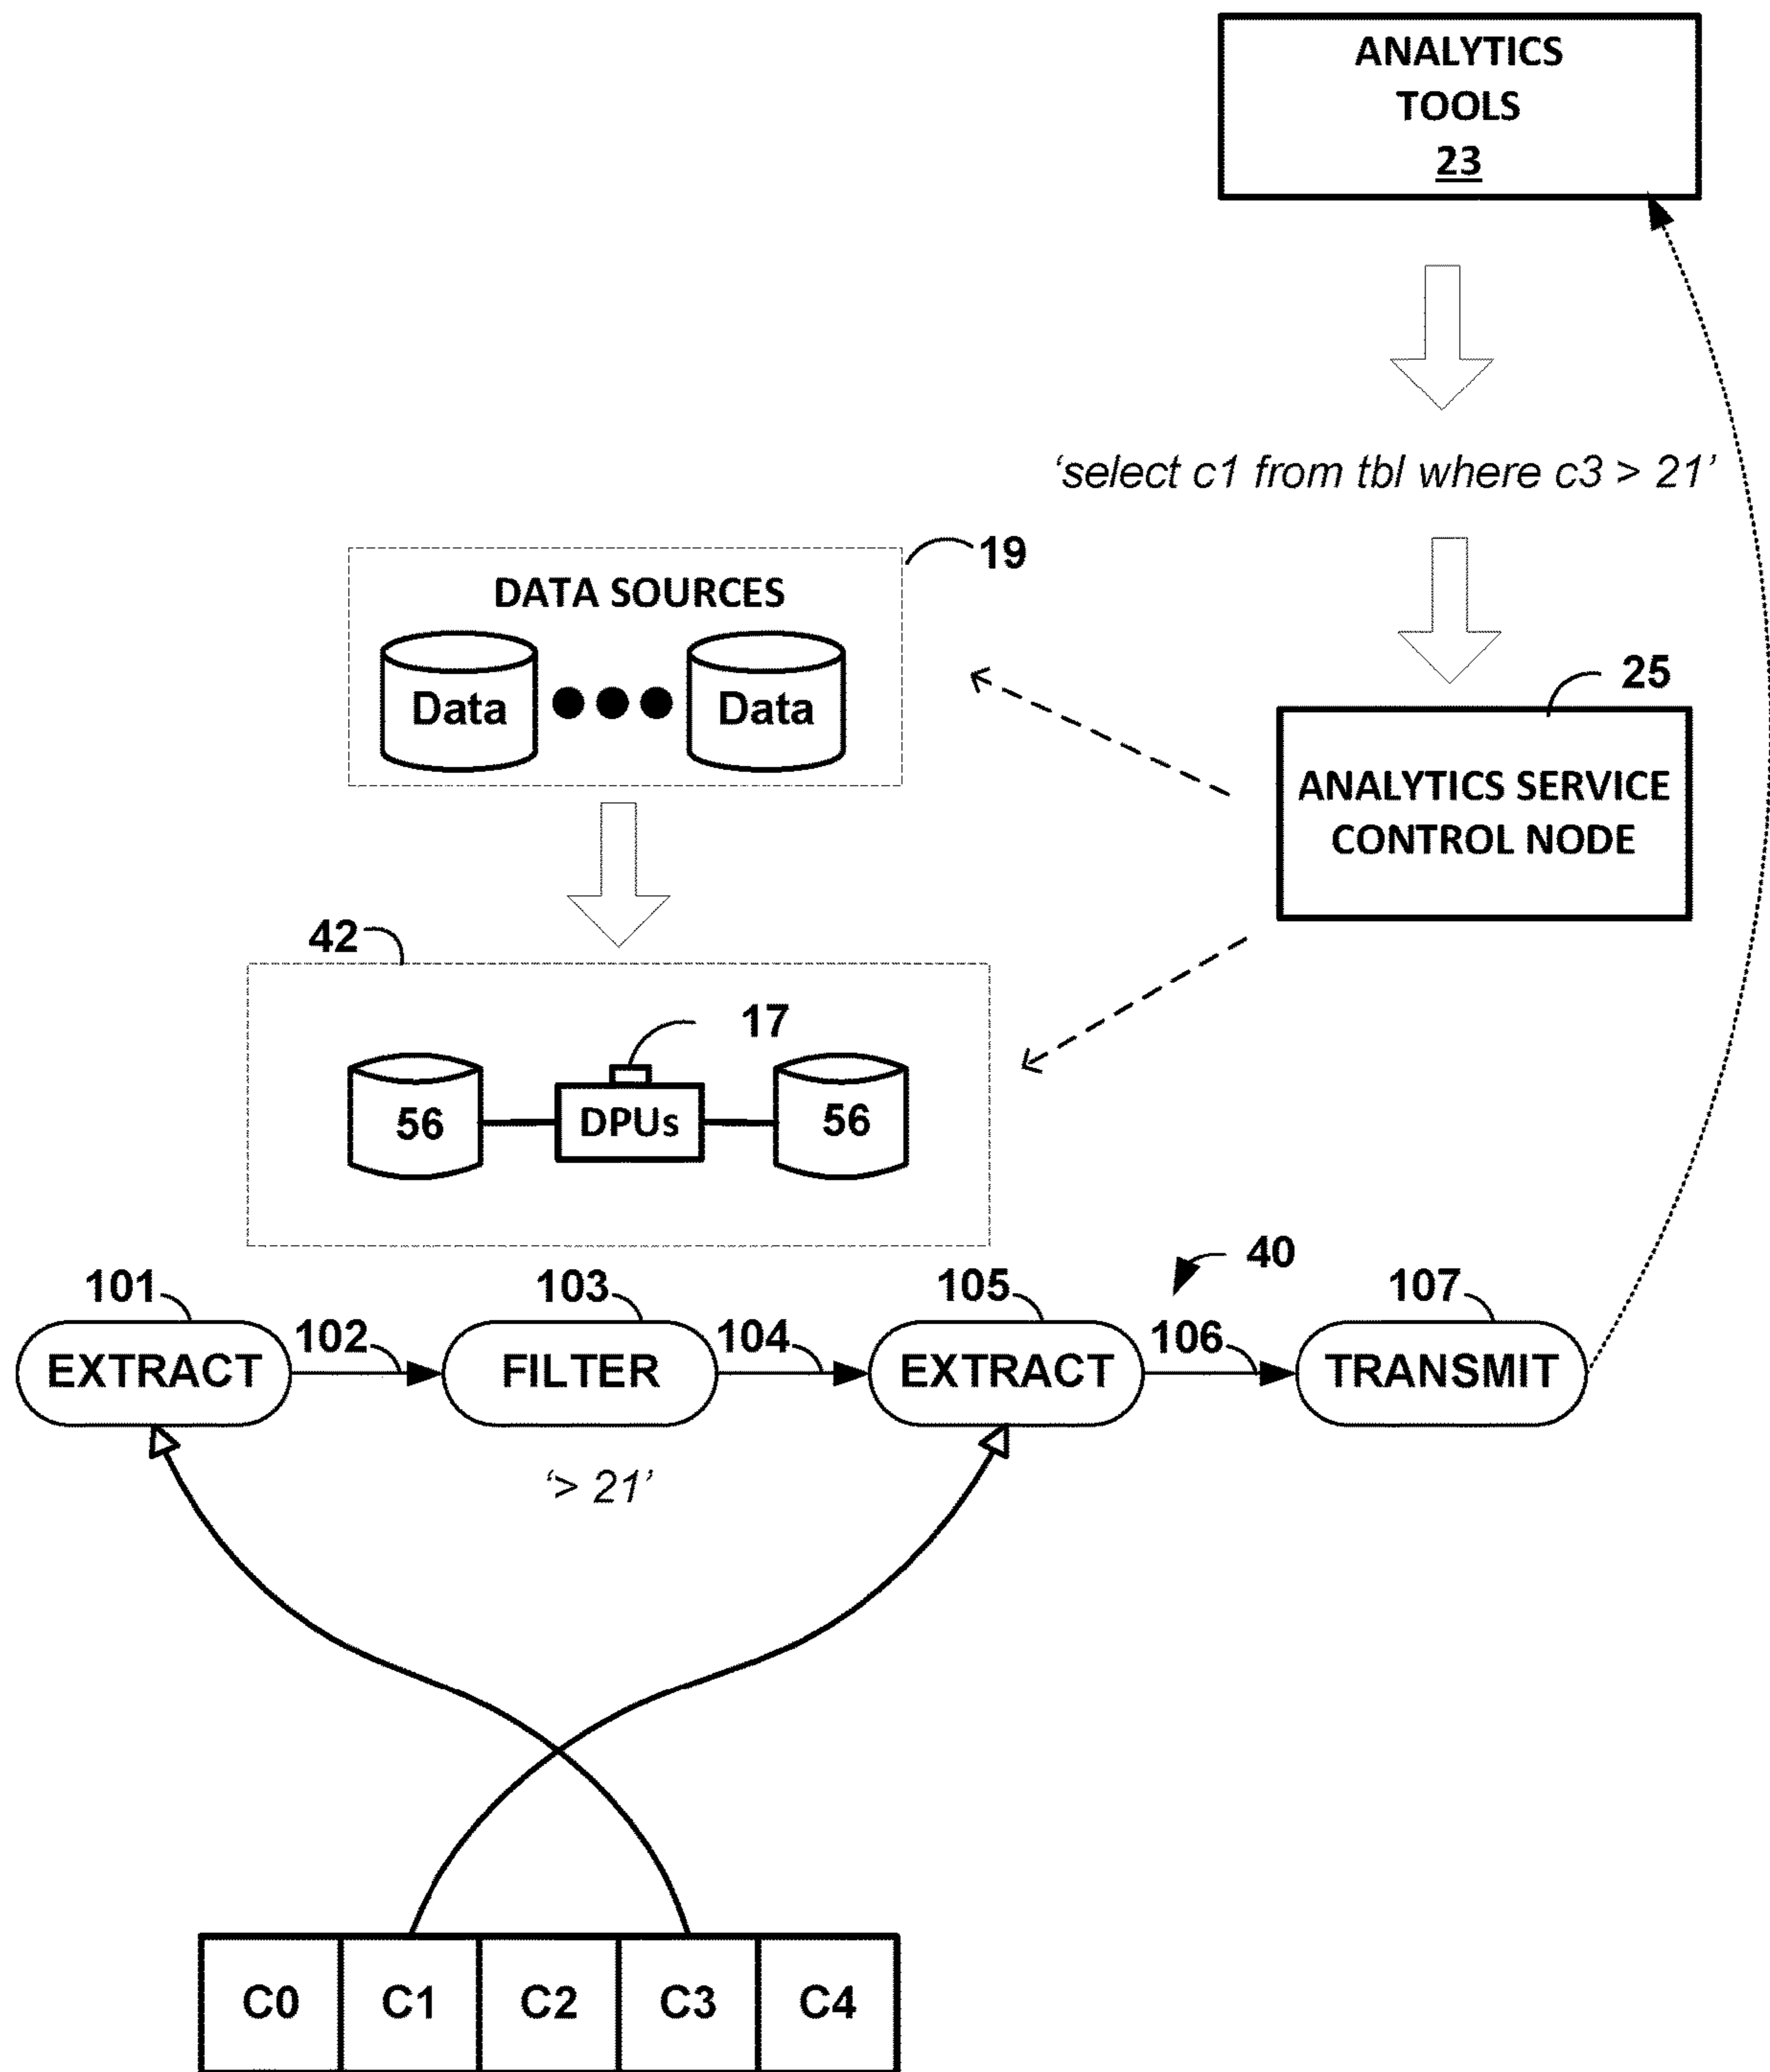 ANALYTICS
TOOLS
23
‘select c1 from tbl where c3 > 21’
19
DATA SOURCES
Data
Data
25
ANALYTICS SERVICE
CONTROL NODE
42
17
56
DPUs
56
40
101
103
105
107
102
104
106
EXTRACT
FILTER
EXTRACT
TRANSMIT
‘> 21’
C0
C1
C2
C3
C4